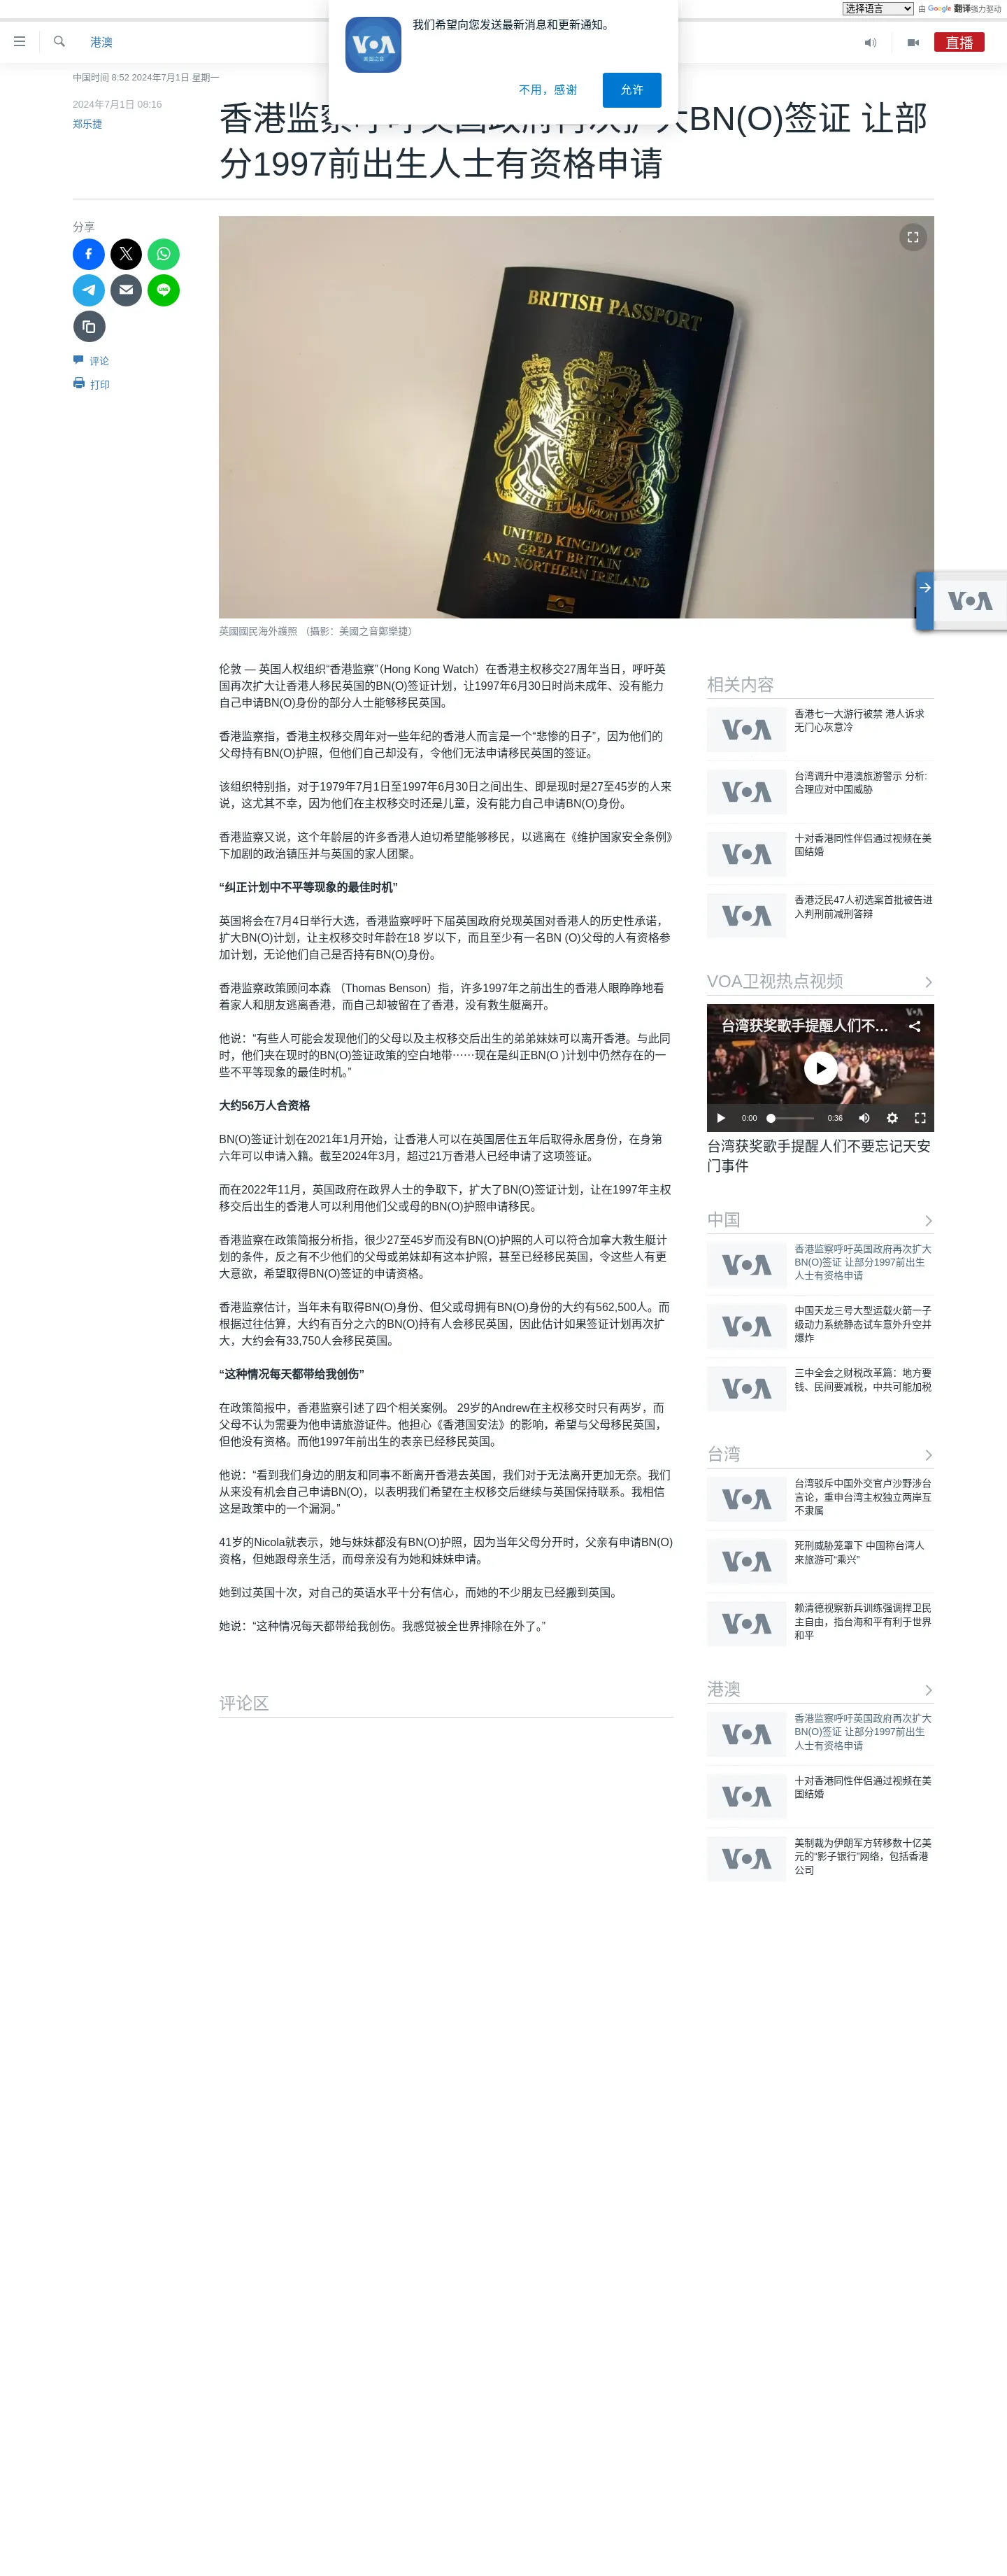 选择语言 由 Google 翻译强力驱动
我们希望向您发送最新消息和更新通知。
VOA
美国之音
不用，感谢
允许
港澳
直播
中国时间 8:52 2024年7月1日 星期一
2024年7月1日 08:16
郑乐捷
分1997前出生人士有资格申请
分享
评论
打印
BRITISH PASSPORT
DIEU ET MON DROIT
UNITED KINGDOM OF
GREAT BRITAIN
AND NORTHERN IRELAND
英國國民海外護照 （攝影：美國之音鄭樂捷）
VOA
伦敦 — 英国人权组织“香港监察”（Hong Kong Watch）在香港主权移交27周年当日，呼吁英
国再次扩大让香港人移民英国的BN(O)签证计划，让1997年6月30日时尚未成年、没有能力
自己申请BN(O)身份的部分人士能够移民英国。
香港监察指，香港主权移交周年对一些年纪的香港人而言是一个“悲惨的日子”，因为他们的
父母持有BN(O)护照，但他们自己却没有，令他们无法申请移民英国的签证。
该组织特别指，对于1979年7月1日至1997年6月30日之间出生、即是现时是27至45岁的人来
说，这尤其不幸，因为他们在主权移交时还是儿童，没有能力自己申请BN(O)身份。
香港监察又说，这个年龄层的许多香港人迫切希望能够移民，以逃离在《维护国家安全条例》
下加剧的政治镇压并与英国的家人团聚。
“纠正计划中不平等现象的最佳时机”
英国将会在7月4日举行大选，香港监察呼吁下届英国政府兑现英国对香港人的历史性承诺，
扩大BN(O)计划，让主权移交时年龄在18 岁以下，而且至少有一名BN (O)父母的人有资格参
加计划，无论他们自己是否持有BN(O)身份。
香港监察政策顾问本森 （Thomas Benson）指，许多1997年之前出生的香港人眼睁睁地看
着家人和朋友逃离香港，而自己却被留在了香港，没有救生艇离开。
他说：“有些人可能会发现他们的父母以及主权移交后出生的弟弟妹妹可以离开香港。与此同
时，他们夹在现时的BN(O)签证政策的空白地带⋯⋯现在是纠正BN(O )计划中仍然存在的一
些不平等现象的最佳时机。”
大约56万人合资格
BN(O)签证计划在2021年1月开始，让香港人可以在英国居住五年后取得永居身份，在身第
六年可以申请入籍。截至2024年3月，超过21万香港人已经申请了这项签证。
而在2022年11月，英国政府在政界人士的争取下，扩大了BN(O)签证计划，让在1997年主权
移交后出生的香港人可以利用他们父或母的BN(O)护照申请移民。
香港监察在政策简报分析指，很少27至45岁而没有BN(O)护照的人可以符合加拿大救生艇计
划的条件，反之有不少他们的父母或弟妹却有这本护照，甚至已经移民英国，令这些人有更
大意欲，希望取得BN(O)签证的申请资格。
香港监察估计，当年未有取得BN(O)身份、但父或母拥有BN(O)身份的大约有562,500人。而
根据过往估算，大约有百分之六的BN(O)持有人会移民英国，因此估计如果签证计划再次扩
大，大约会有33,750人会移民英国。
“这种情况每天都带给我创伤”
在政策简报中，香港监察引述了四个相关案例。 29岁的Andrew在主权移交时只有两岁，而
父母不认为需要为他申请旅游证件。他担心《香港国安法》的影响，希望与父母移民英国，
但他没有资格。而他1997年前出生的表亲已经移民英国。
他说：“看到我们身边的朋友和同事不断离开香港去英国，我们对于无法离开更加无奈。我们
从来没有机会自己申请BN(O)，以表明我们希望在主权移交后继续与英国保持联系。我相信
这是政策中的一个漏洞。”
41岁的Nicola就表示，她与妹妹都没有BN(O)护照，因为当年父母分开时，父亲有申请BN(O)
资格，但她跟母亲生活，而母亲没有为她和妹妹申请。
她到过英国十次，对自己的英语水平十分有信心，而她的不少朋友已经搬到英国。
她说：“这种情况每天都带给我创伤。我感觉被全世界排除在外了。”
评论区
相关内容
VOA
香港七一大游行被禁 港人诉求
无门心灰意冷
VOA
台湾调升中港澳旅游警示 分析:
合理应对中国威胁
VOA
十对香港同性伴侣通过视频在美
国结婚
VOA
香港泛民47人初选案首批被告进
入判刑前减刑答辩
VOA卫视热点视频
VOA
台湾获奖歌手提醒人们不…
0:00
0:36
台湾获奖歌手提醒人们不要忘记天安
门事件
中国
VOA
香港监察呼吁英国政府再次扩大
BN(O)签证 让部分1997前出生
人士有资格申请
VOA
中国天龙三号大型运载火箭一子
级动力系统静态试车意外升空并
爆炸
VOA
三中全会之财税改革篇：地方要
钱、民间要减税，中共可能加税
台湾
VOA
台湾驳斥中国外交官卢沙野涉台
言论，重申台湾主权独立两岸互
不隶属
VOA
死刑威胁笼罩下 中国称台湾人
来旅游可“乘兴”
VOA
赖清德视察新兵训练强调捍卫民
主自由，指台海和平有利于世界
和平
港澳
VOA
香港监察呼吁英国政府再次扩大
BN(O)签证 让部分1997前出生
人士有资格申请
VOA
十对香港同性伴侣通过视频在美
国结婚
VOA
美制裁为伊朗军方转移数十亿美
元的“影子银行”网络，包括香港
公司